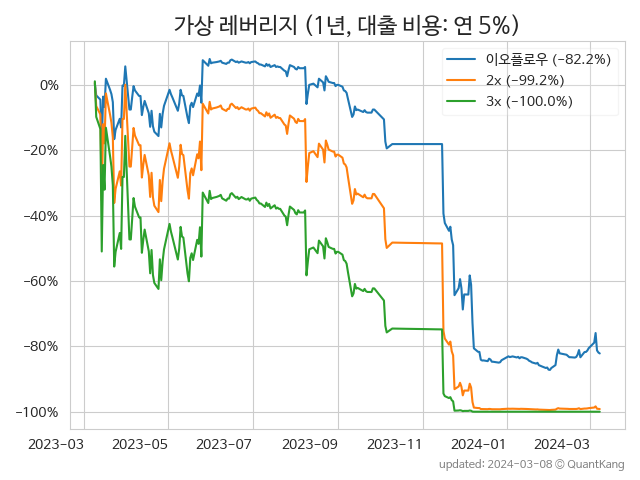 가상 레버리지 (1년, 대출 비용: 연 5%)
이오플로우 (−82.2%)
2x (−99.2%)
3x (−100.0%)
0%
−20%
−40%
−60%
−80%
−100%
2023-03 2023-05 2023-07 2023-09 2023-11 2024-01 2024-03
updated: 2024-03-08 © QuantKang